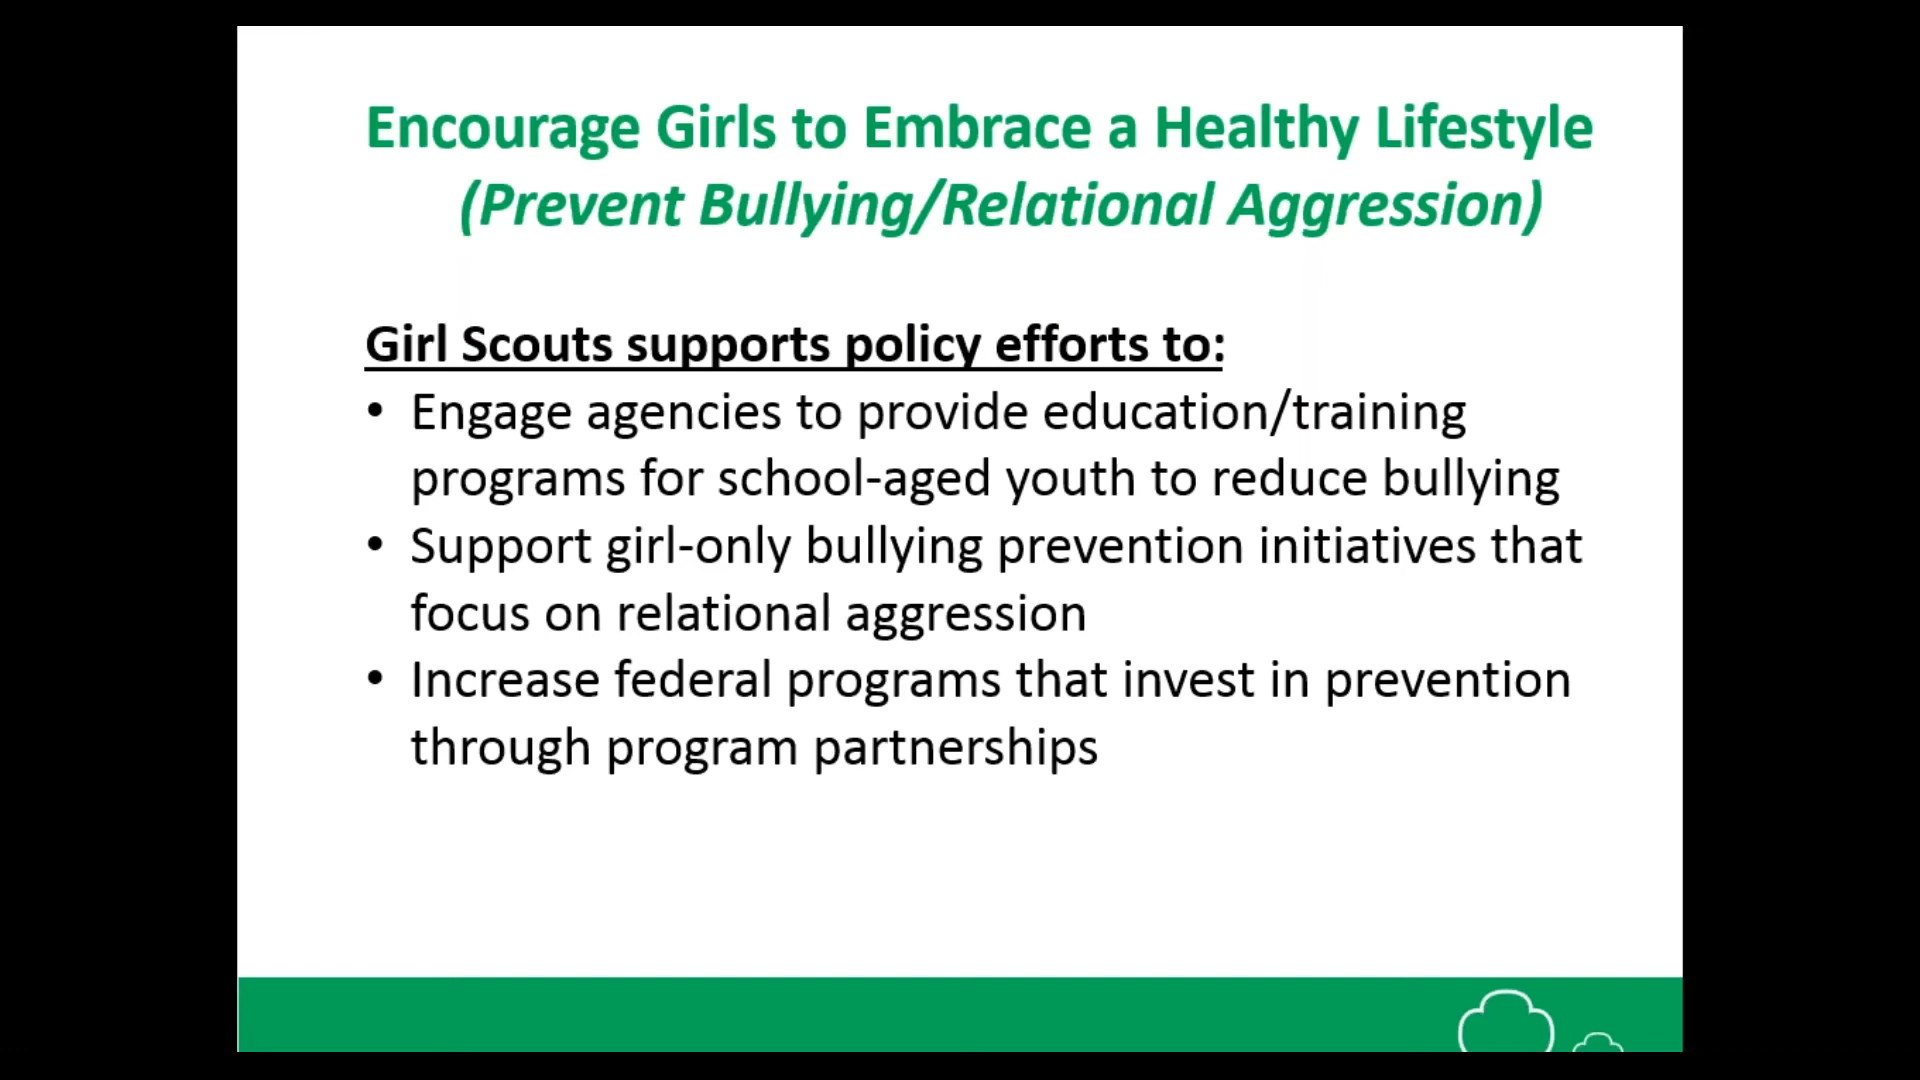 Encourage Girls to Embrace a Healthy Lifestyle
(Prevent Bullying/Relational Aggression)
Girl Scouts supports policy efforts to:
• Engage agencies to provide education/training
programs for school-aged youth to reduce bullying
• Support girl-only bullying prevention initiatives that
focus on relational aggression
• Increase federal programs that invest in prevention
through program partnerships